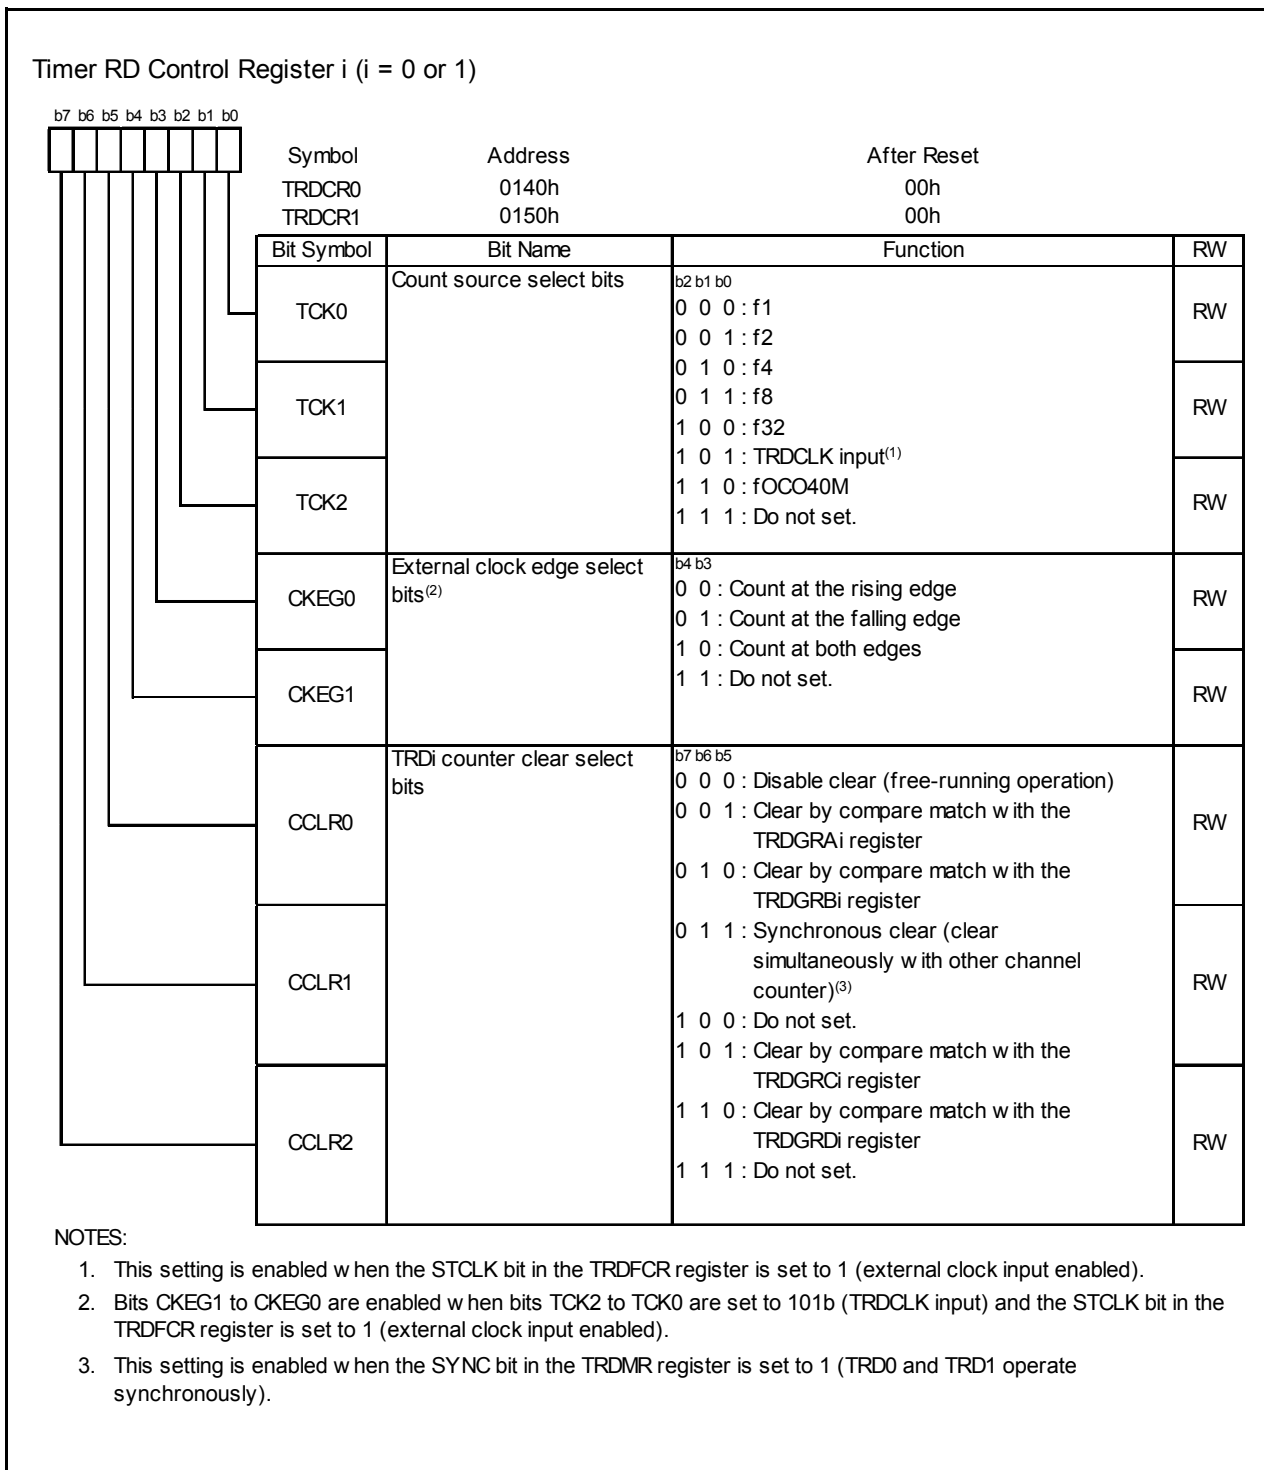 Timer RD Control Register i (i = 0 or 1)
b7 b6 b5 b4 b3 b2 b1 b0
Symbol Address After Reset
TRDCR0 0140h 00h
TRDCR1 0150h 00h
Bit Symbol Bit Name Function RW
TCK0 Count source select bits RW
b2 b1 b0
0 0 0 : f1
0 0 1 : f2
0 1 0 : f4
TCK1 RW
0 1 1 : f8
1 0 0 : f32
1 0 1 : TRDCLK input(1)
TCK2 RW
1 1 0 : fOCO40M
1 1 1 : Do not set.
CKEG0 External clock edge select RW
bits(2)
b4 b3
0 0 : Count at the rising edge
0 1 : Count at the falling edge
1 0 : Count at both edges
CKEG1 RW
1 1 : Do not set.
CCLR0 TRDi counter clear select RW
bits
b7 b6 b5
0 0 0 : Disable clear (free-running operation)
0 0 1 : Clear by compare match with the
TRDGRAi register
0 1 0 : Clear by compare match with the
TRDGRBi register
CCLR1 RW
0 1 1 : Synchronous clear (clear
simultaneously with other channel
counter)(3)
1 0 0 : Do not set.
1 0 1 : Clear by compare match with the
TRDGRCi register
CCLR2 RW
1 1 0 : Clear by compare match with the
TRDGRDi register
1 1 1 : Do not set.
NOTES:
1. This setting is enabled when the STCLK bit in the TRDFCR register is set to 1 (external clock input enabled).
2. Bits CKEG1 to CKEG0 are enabled when bits TCK2 to TCK0 are set to 101b (TRDCLK input) and the STCLK bit in the
TRDFCR register is set to 1 (external clock input enabled).
3. This setting is enabled when the SYNC bit in the TRDMR register is set to 1 (TRD0 and TRD1 operate
synchronously).